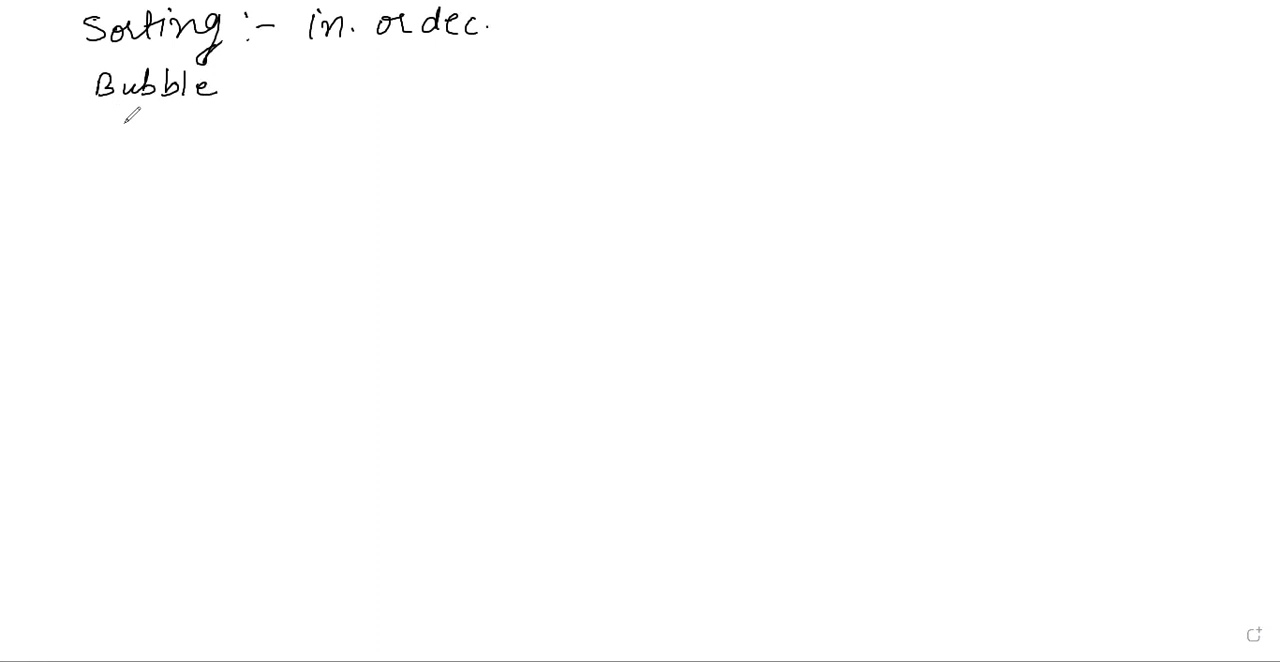 Sorting :- in. or dec.
Bubble